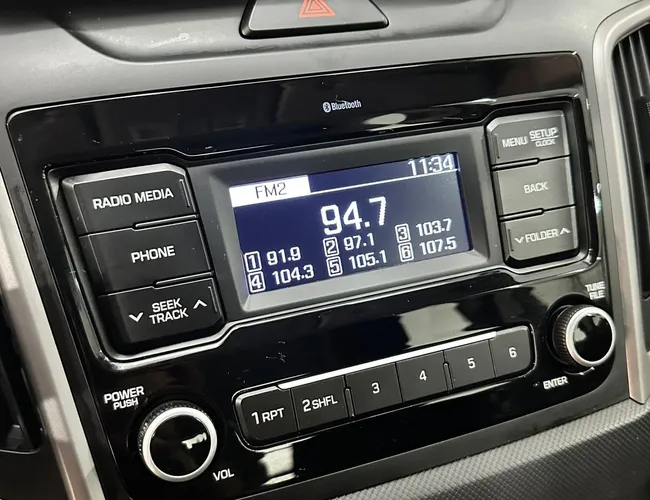 Bluetooth
RADIO MEDIA
PHONE
SEEK
TRACK
FM2
11:34
94.7
1 91.9 2 97.1 3 103.7
4 104.3 5 105.1 6 107.5
MENU SETUP
CLOCK
BACK
FOLDER
TUNE
FILE
ENTER
POWER
PUSH
VOL
1 RPT 2 SHFL 3 4 5 6